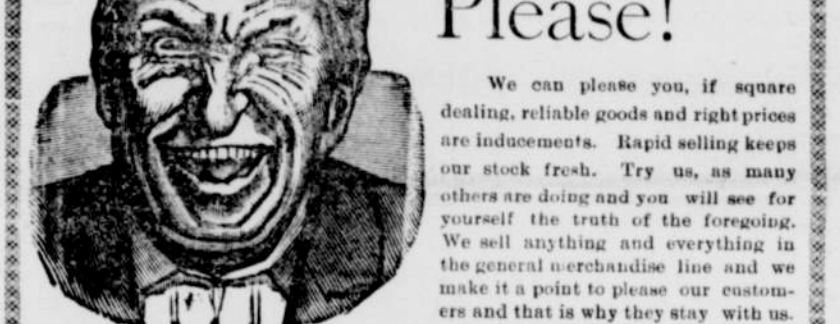 Please!
We can please you, if square
dealing, reliable goods and right prices
are inducements. Rapid selling keeps
our stock fresh. Try us, as many
others are doing and you will see for
yourself the truth of the foregoing.
We sell anything and everything in
the general merchandise line and we
make it a point to please our custom-
ers and that is why they stay with us.